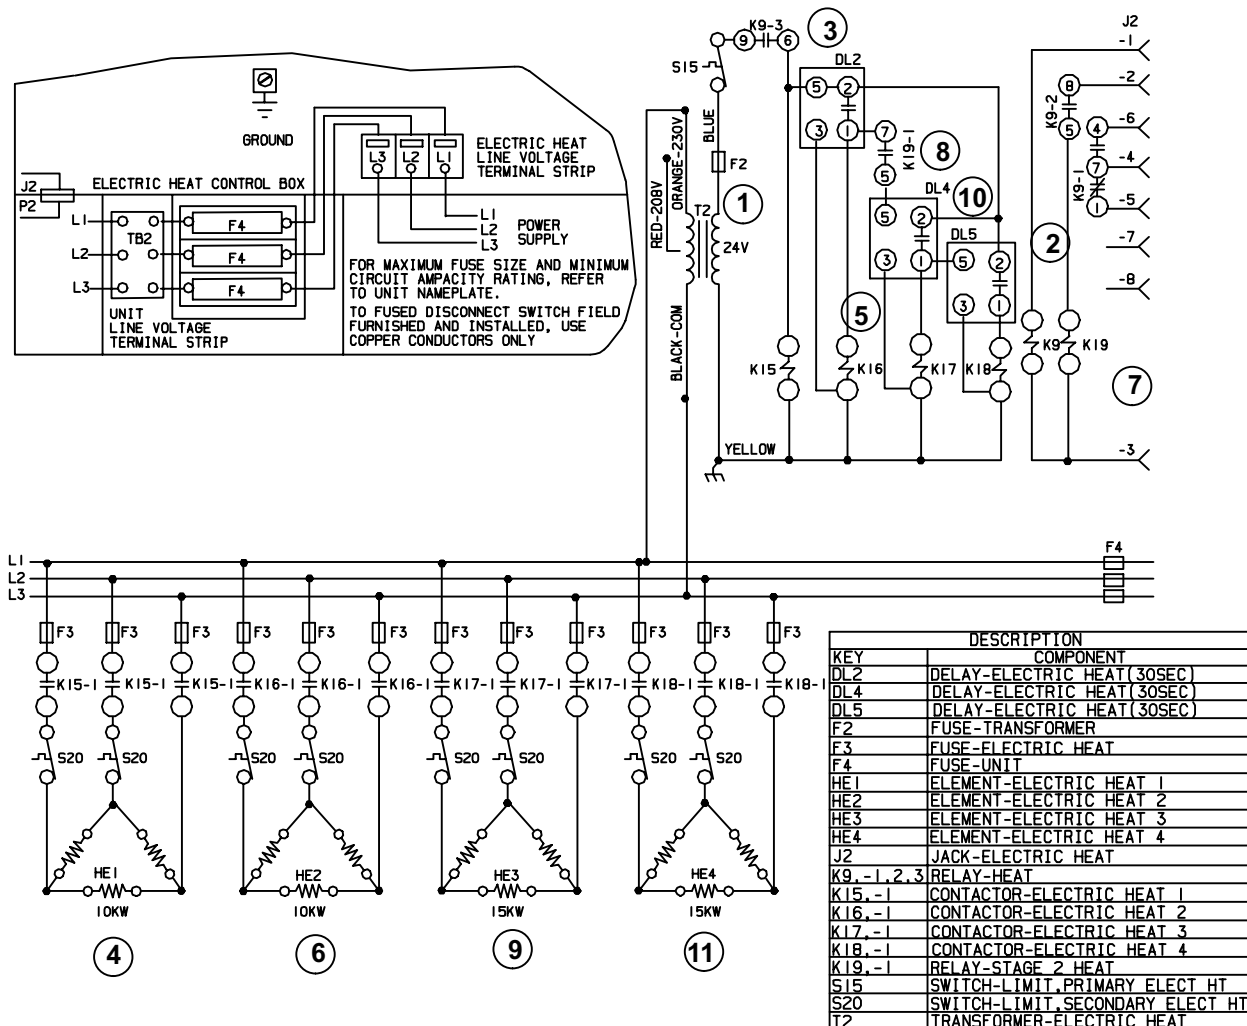 GROUND
ELECTRIC HEAT CONTROL BOX
J2
P2
L1
L2
L3
TB2
F4
F4
F4
UNIT
LINE VOLTAGE
TERMINAL STRIP
L3 L2 L1
ELECTRIC HEAT
LINE VOLTAGE
TERMINAL STRIP
L1
L2
L3
POWER
SUPPLY
FOR MAXIMUM FUSE SIZE AND MINIMUM
CIRCUIT AMPACITY RATING, REFER
TO UNIT NAMEPLATE.
TO FUSED DISCONNECT SWITCH FIELD
FURNISHED AND INSTALLED, USE
COPPER CONDUCTORS ONLY
K9-3
9 6
3
S15
BLUE
F2
ORANGE-230V
RED-208V
T2
1
24V
BLACK-COM
YELLOW
DL2
5 2
3 1
7
K19-1
5
8
DL4
10
5 2
3 1
DL5
5 2
3 1
5
2
K15
K16
K17
K18
K9
K19
7
J2
-1
-2
-6
-4
-5
-7
-8
-3
8
K9-2
5
4
7
K9-1
1
L1
L2
L3
F4
F3 F3 F3 F3 F3 F3 F3 F3 F3 F3 F3 F3
K15-1 K15-1 K15-1 K16-1 K16-1 K16-1 K17-1 K17-1 K17-1 K18-1 K18-1 K18-1
S20 S20 S20 S20 S20 S20 S20 S20
HE1 HE2 HE3 HE4
10KW 10KW 15KW 15KW
4 6 9 11
DESCRIPTION
KEY COMPONENT
DL2 DELAY-ELECTRIC HEAT(30SEC)
DL4 DELAY-ELECTRIC HEAT(30SEC)
DL5 DELAY-ELECTRIC HEAT(30SEC)
F2 FUSE-TRANSFORMER
F3 FUSE-ELECTRIC HEAT
F4 FUSE-UNIT
HE1 ELEMENT-ELECTRIC HEAT 1
HE2 ELEMENT-ELECTRIC HEAT 2
HE3 ELEMENT-ELECTRIC HEAT 3
HE4 ELEMENT-ELECTRIC HEAT 4
J2 JACK-ELECTRIC HEAT
K9,-1,2,3 RELAY-HEAT
K15,-1 CONTACTOR-ELECTRIC HEAT 1
K16,-1 CONTACTOR-ELECTRIC HEAT 2
K17,-1 CONTACTOR-ELECTRIC HEAT 3
K18,-1 CONTACTOR-ELECTRIC HEAT 4
K19,-1 RELAY-STAGE 2 HEAT
S15 SWITCH-LIMIT,PRIMARY ELECT HT
S20 SWITCH-LIMIT,SECONDARY ELECT HT
T2 TRANSFORMER-ELECTRIC HEAT